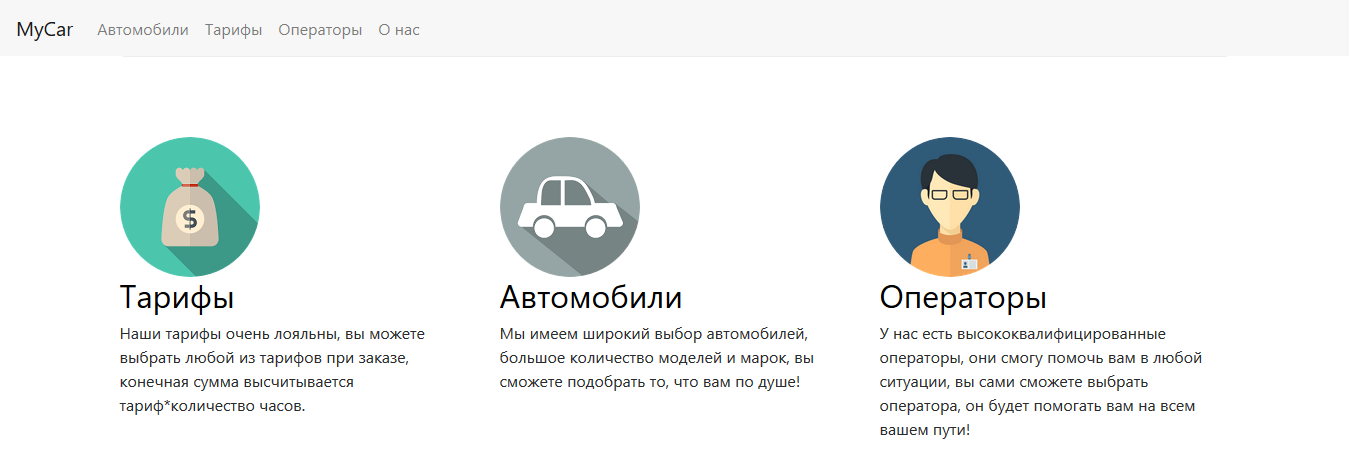 MyCar Автомобили Тарифы Операторы О нас
$
Тарифы
Наши тарифы очень лояльны, вы можете
выбрать любой из тарифов при заказе,
конечная сумма высчитывается
тариф*количество часов.
Автомобили
Мы имеем широкий выбор автомобилей,
большое количество моделей и марок, вы
сможете подобрать то, что вам по душе!
Операторы
У нас есть высококвалифицированные
операторы, они смогу помочь вам в любой
ситуации, вы сами сможете выбрать
оператора, он будет помогать вам на всем
вашем пути!